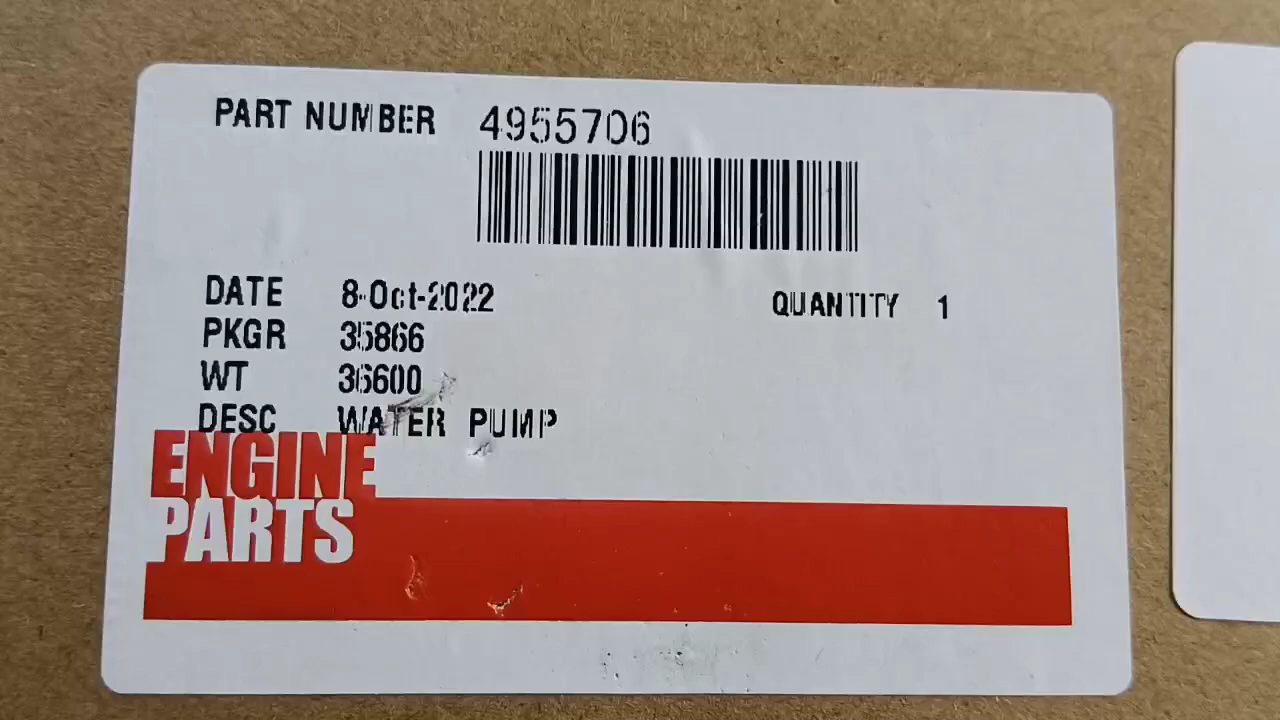 PART NUMBER 4955706
DATE 8-Oct-2022 QUANTITY 1
PKGR 35866
WT 36600
DESC WATER PUMP
ENGINE
PARTS